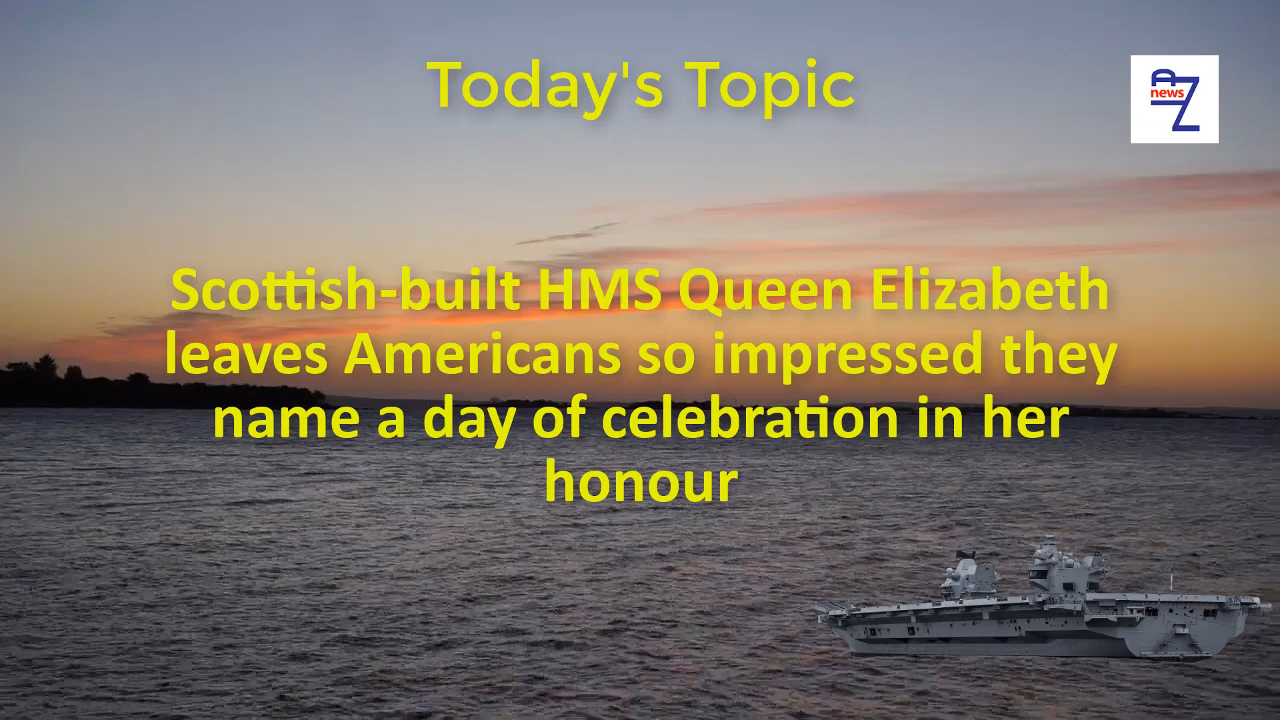 Today's Topic
A
news
Z
Scottish-built HMS Queen Elizabeth
leaves Americans so impressed they
name a day of celebration in her
honour